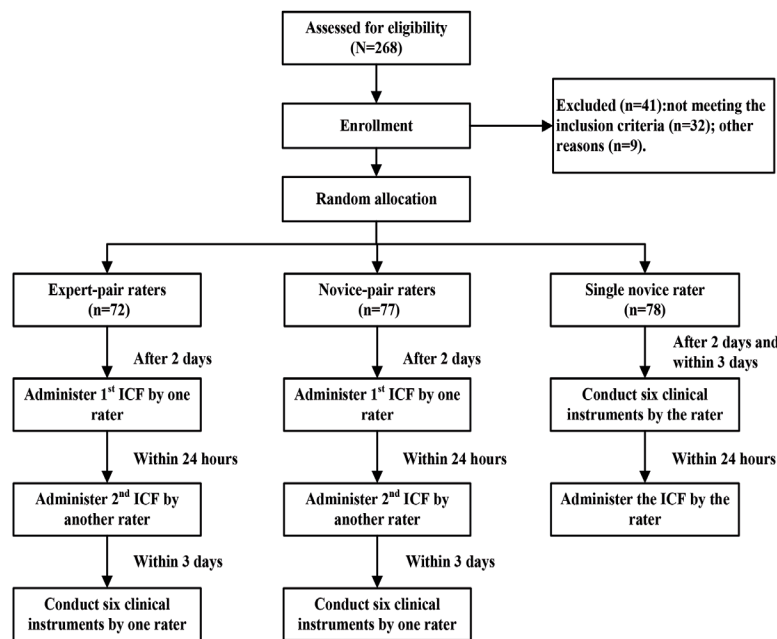 Assessed for eligibility
(N=268)
Enrollment
Excluded (n=41):not meeting the
inclusion criteria (n=32); other
reasons (n=9).
Random allocation
Expert-pair raters
(n=72)
Novice-pair raters
(n=77)
Single novice rater
(n=78)
After 2 days
After 2 days
After 2 days and
within 3 days
Administer 1st ICF by one
rater
Administer 1st ICF by one
rater
Conduct six clinical
instruments by the rater
Within 24 hours
Within 24 hours
Within 24 hours
Administer 2nd ICF by
another rater
Administer 2nd ICF by
another rater
Administer the ICF by the
rater
Within 3 days
Within 3 days
Conduct six clinical
instruments by one rater
Conduct six clinical
instruments by one rater